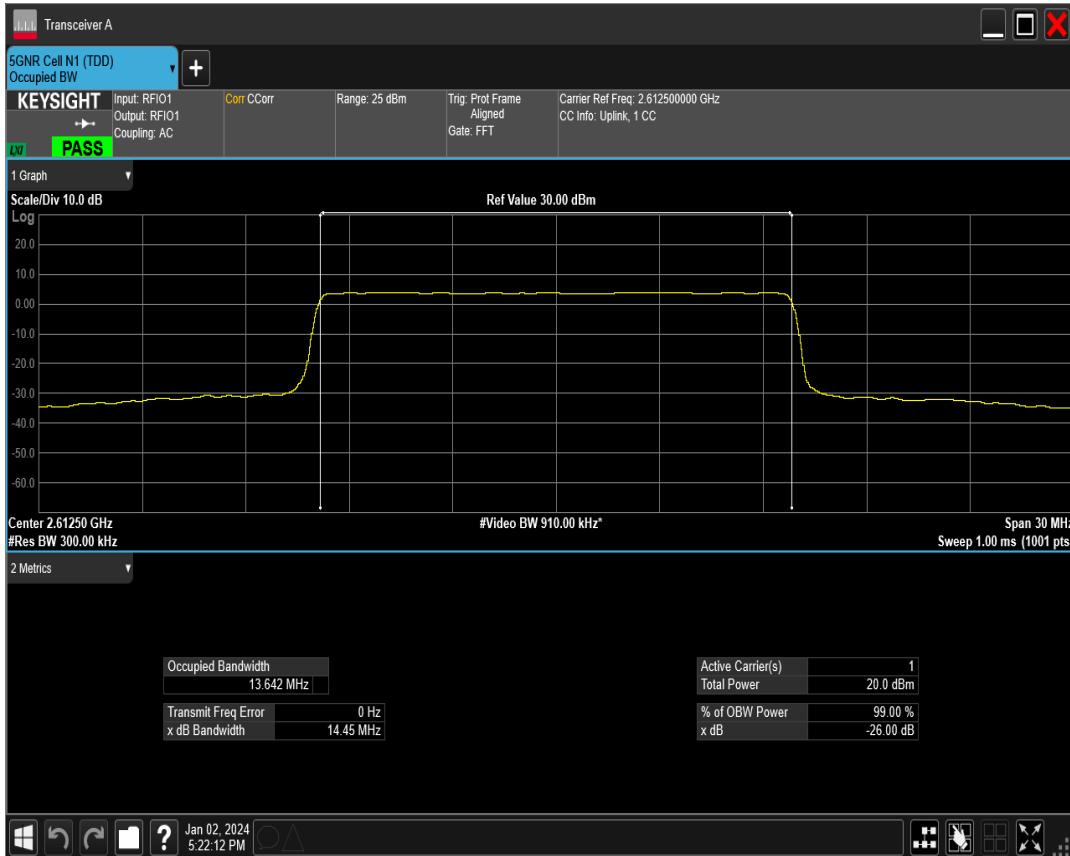 Transceiver A
5GNR Cell N1 (TDD)
Occupied BW
+
KEYSIGHT
LXI
PASS
Input: RFIO1
Output: RFIO1
Coupling: AC
Corr CCorr
Range: 25 dBm
Trig: Prot Frame
Aligned
Gate: FFT
Carrier Ref Freq: 2.612500000 GHz
CC Info: Uplink, 1 CC
1 Graph
Scale/Div 10.0 dB
Ref Value 30.00 dBm
Log
20.0
10.0
0.00
-10.0
-20.0
-30.0
-40.0
-50.0
-60.0
Center 2.61250 GHz
#Video BW 910.00 kHz*
Span 30 MHz
#Res BW 300.00 kHz
Sweep 1.00 ms (1001 pts
2 Metrics
Occupied Bandwidth
13.642 MHz
Transmit Freq Error 0 Hz
x dB Bandwidth 14.45 MHz
Active Carrier(s) 1
Total Power 20.0 dBm
% of OBW Power 99.00 %
x dB -26.00 dB
?
Jan 02, 2024
5:22:12 PM